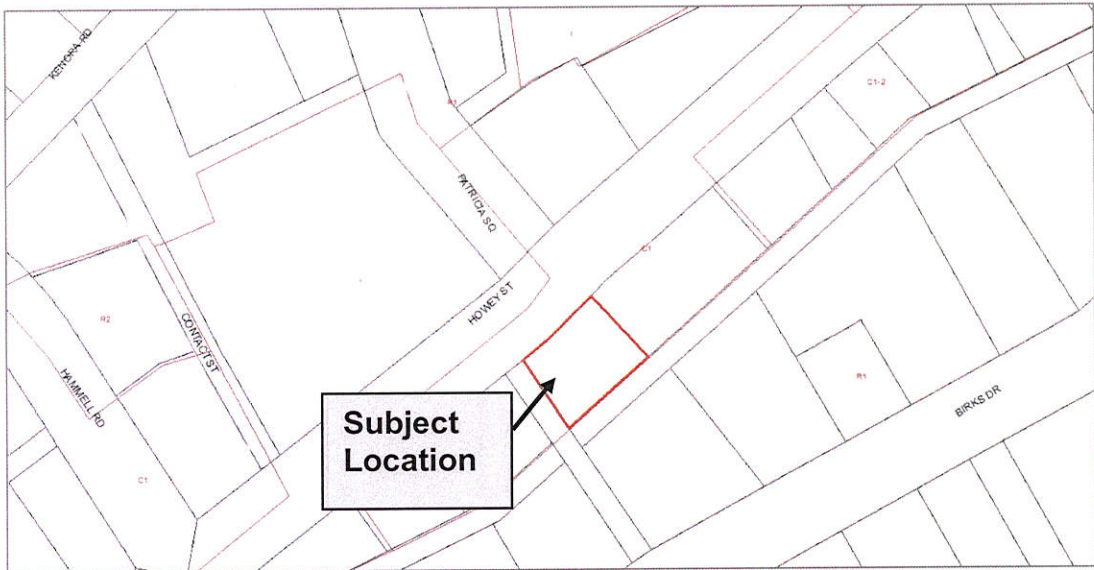 KENORA RD
R1
C1-2
PATRICIA SQ
C1
HOWEY ST
R2
CONTACT ST
HAMMELL RD
R1
BIRKS DR
Subject
Location
C1